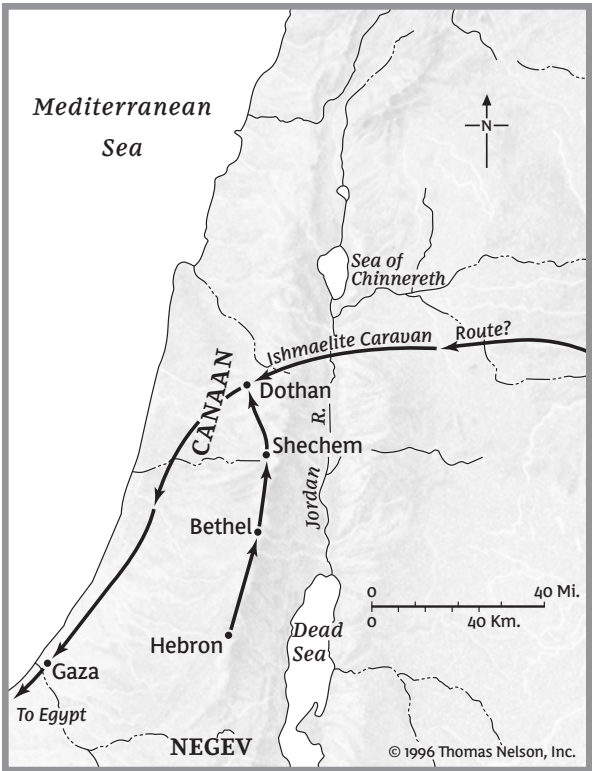 Mediterranean
Sea
N
Sea of
Chinnereth
Ishmaelite Caravan Route?
CANAAN
Dothan
Jordan R.
Shechem
Bethel
0 40 Mi.
0 40 Km.
Hebron
Dead
Sea
Gaza
To Egypt
NEGEV
© 1996 Thomas Nelson, Inc.